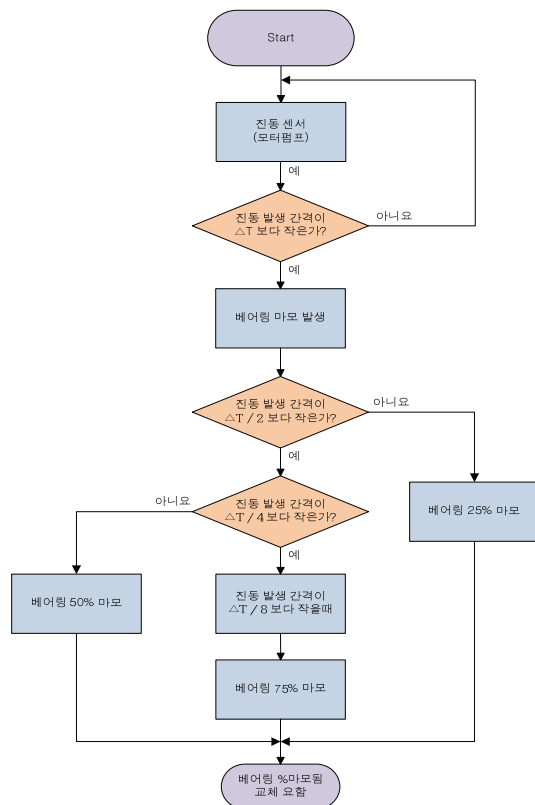 Start
진동 센서
(모터펌프)
예
진동 발생 간격이
△T 보다 작은가?
아니요
예
베어링 마모 발생
진동 발생 간격이
△T / 2 보다 작은가?
아니요
예
진동 발생 간격이
△T / 4 보다 작은가?
아니요
베어링 25% 마모
예
베어링 50% 마모
진동 발생 간격이
△T / 8 보다 작을때
베어링 75% 마모
베어링 %마모됨
교체 요함